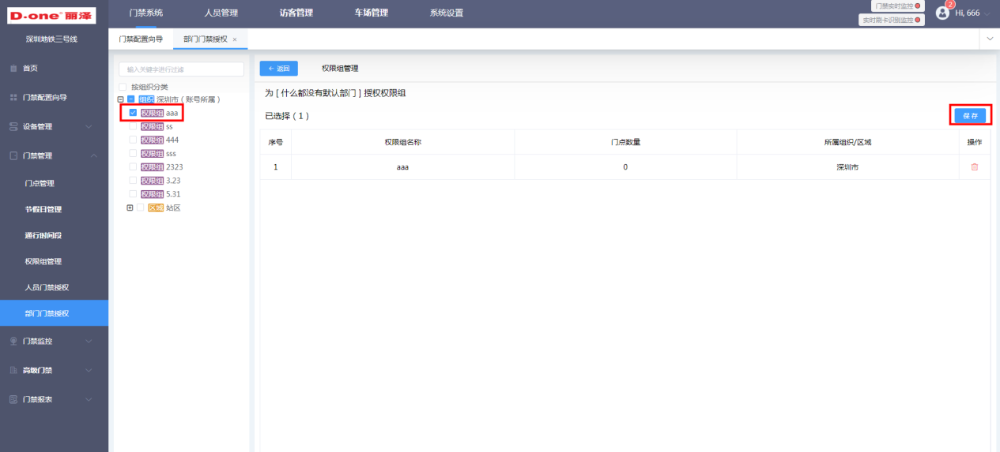 D.one® 丽泽
门禁系统 人员管理 访客管理 车场管理 系统设置
门禁实时监控
实时刷卡识别监控
2
Hi, 666
深圳地铁三号线
首页
门禁配置向导
设备管理
门禁管理
门点管理
节假日管理
通行时间段
权限组管理
人员门禁授权
部门门禁授权
门禁监控
高级门禁
门禁报表
门禁配置向导 部门门禁授权 ×
输入关键字进行过滤
按组织分类
组织 深圳市（账号所属）
权限组 aaa
权限组 ss
权限组 444
权限组 sss
权限组 2323
权限组 3.23
权限组 5.31
区域 站区
← 返回 权限组管理
为 [ 什么都没有默认部门 ] 授权权限组
已选择（1） 保存
序号 权限组名称 门点数量 所属组织/区域 操作
1 aaa 0 深圳市